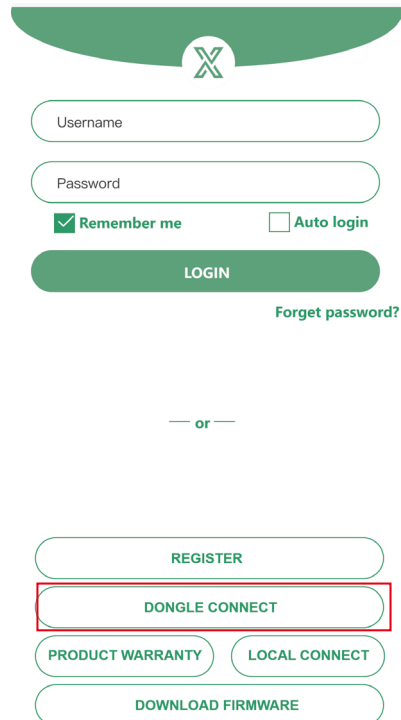 Username
Password
Remember me Auto login
LOGIN
Forget password?
or
REGISTER
DONGLE CONNECT
PRODUCT WARRANTY LOCAL CONNECT
DOWNLOAD FIRMWARE